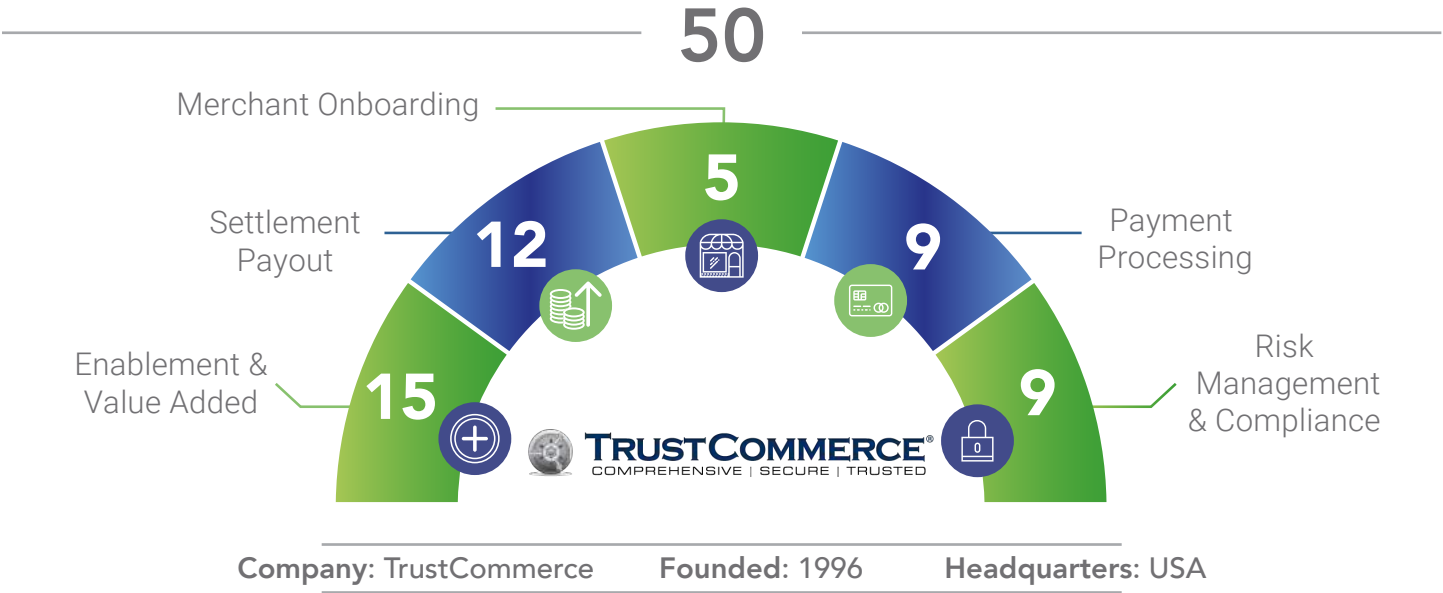 50
Merchant Onboarding
5
Settlement
Payout
12
9
Payment
Processing
Enablement &
Value Added
15
9
Risk
Management
& Compliance
0
TRUSTCOMMERCE®
COMPREHENSIVE | SECURE | TRUSTED
Company: TrustCommerce Founded: 1996 Headquarters: USA